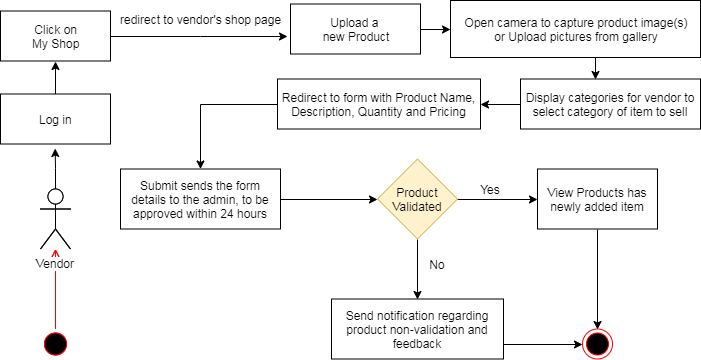 Click on
My Shop
redirect to vendor's shop page
Upload a
new Product
Open camera to capture product image(s)
or Upload pictures from gallery
Log in
Redirect to form with Product Name,
Description, Quantity and Pricing
Display categories for vendor to
select category of item to sell
Vendor
Submit sends the form
details to the admin, to be
approved within 24 hours
Product
Validated
Yes
View Products has
newly added item
No
Send notification regarding
product non-validation and
feedback